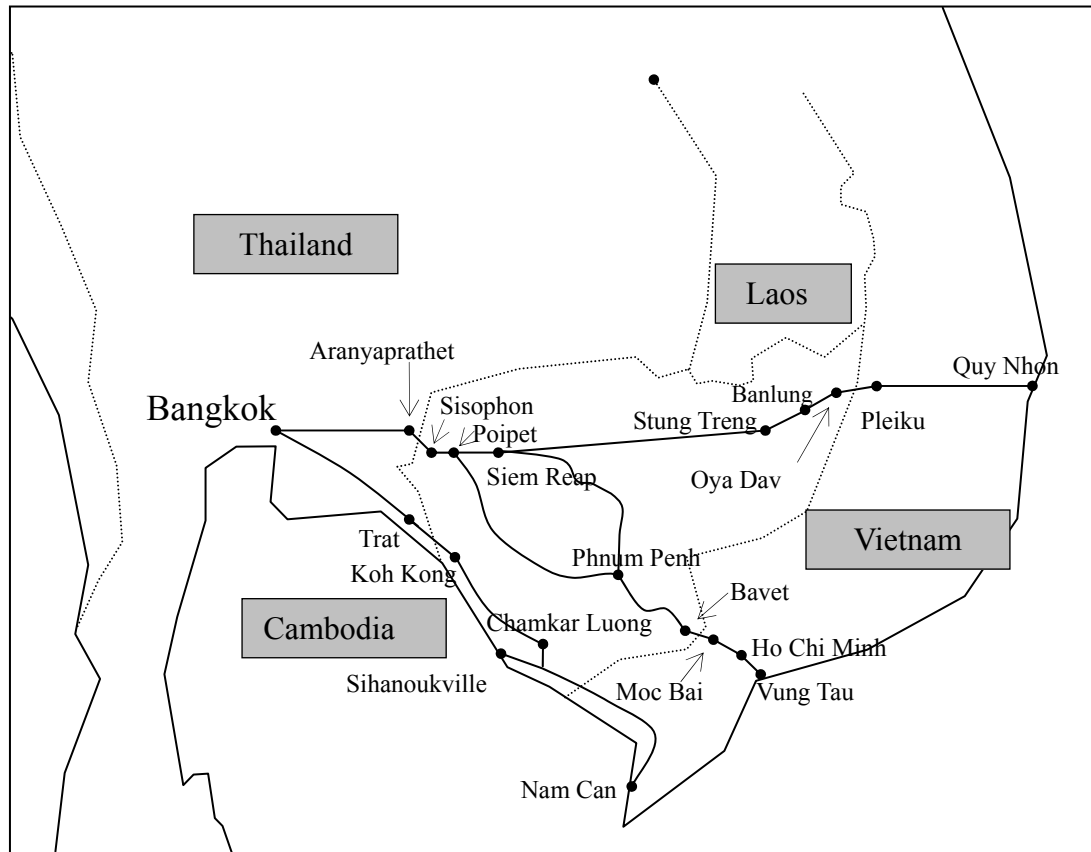 Thailand
Laos
Aranyaprathet
Quy Nhon
Banlung
Bangkok
Sisophon
Stung Treng
Pleiku
Poipet
Siem Reap
Oya Dav
Trat
Vietnam
Phnum Penh
Koh Kong
Bavet
Cambodia
Chamkar Luong
Ho Chi Minh
Sihanoukville
Moc Bai
Vung Tau
Nam Can